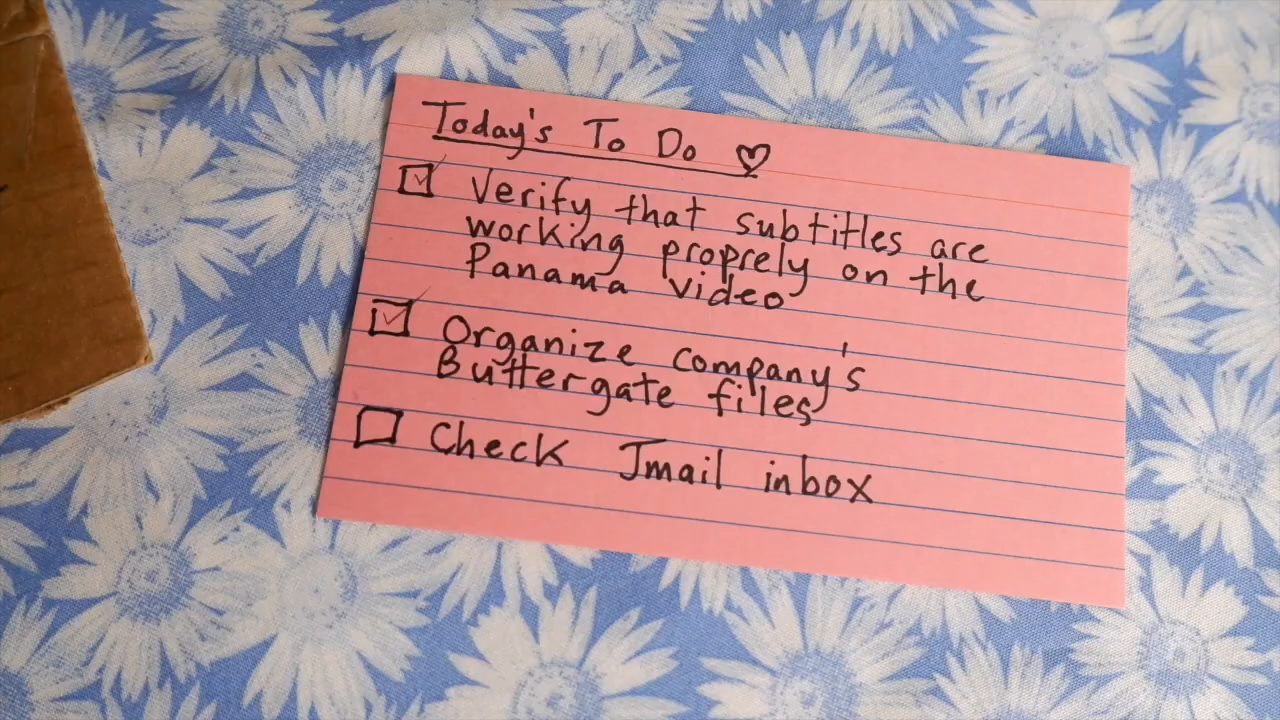 Today's To Do ♡
☑ Verify that subtitles are
working proprely on the
Panama video
☑ Organize company's
Buttergate files
☐ Check Jmail inbox